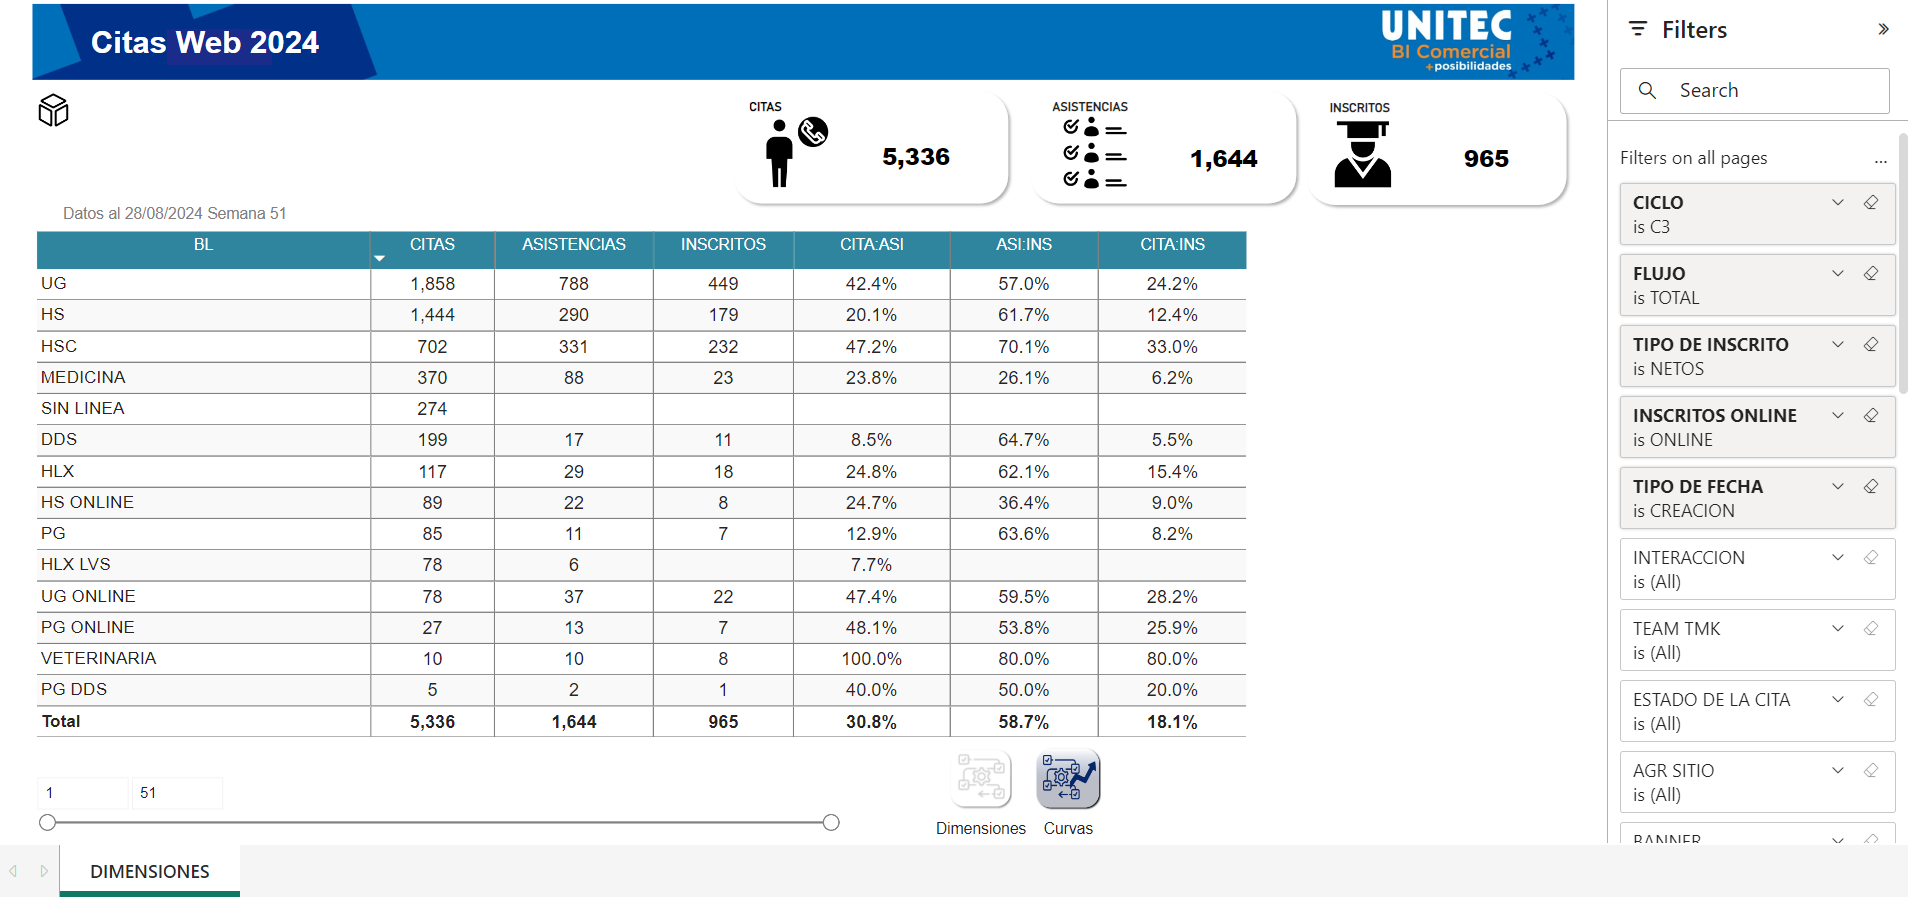 Citas Web 2024
UNITEC
BI Comercial
+posibilidades
CITAS
5,336
ASISTENCIAS
1,644
INSCRITOS
965
Datos al 28/08/2024 Semana 51
BL CITAS ASISTENCIAS INSCRITOS CITA:ASI ASI:INS CITA:INS
UG 1,858 788 449 42.4% 57.0% 24.2%
HS 1,444 290 179 20.1% 61.7% 12.4%
HSC 702 331 232 47.2% 70.1% 33.0%
MEDICINA 370 88 23 23.8% 26.1% 6.2%
SIN LINEA 274
DDS 199 17 11 8.5% 64.7% 5.5%
HLX 117 29 18 24.8% 62.1% 15.4%
HS ONLINE 89 22 8 24.7% 36.4% 9.0%
PG 85 11 7 12.9% 63.6% 8.2%
HLX LVS 78 6 7.7%
UG ONLINE 78 37 22 47.4% 59.5% 28.2%
PG ONLINE 27 13 7 48.1% 53.8% 25.9%
VETERINARIA 10 10 8 100.0% 80.0% 80.0%
PG DDS 5 2 1 40.0% 50.0% 20.0%
Total 5,336 1,644 965 30.8% 58.7% 18.1%
1 51
Dimensiones Curvas
DIMENSIONES
Filters
Search
Filters on all pages ...
CICLO
is C3
FLUJO
is TOTAL
TIPO DE INSCRITO
is NETOS
INSCRITOS ONLINE
is ONLINE
TIPO DE FECHA
is CREACION
INTERACCION
is (All)
TEAM TMK
is (All)
ESTADO DE LA CITA
is (All)
AGR SITIO
is (All)
BANNER